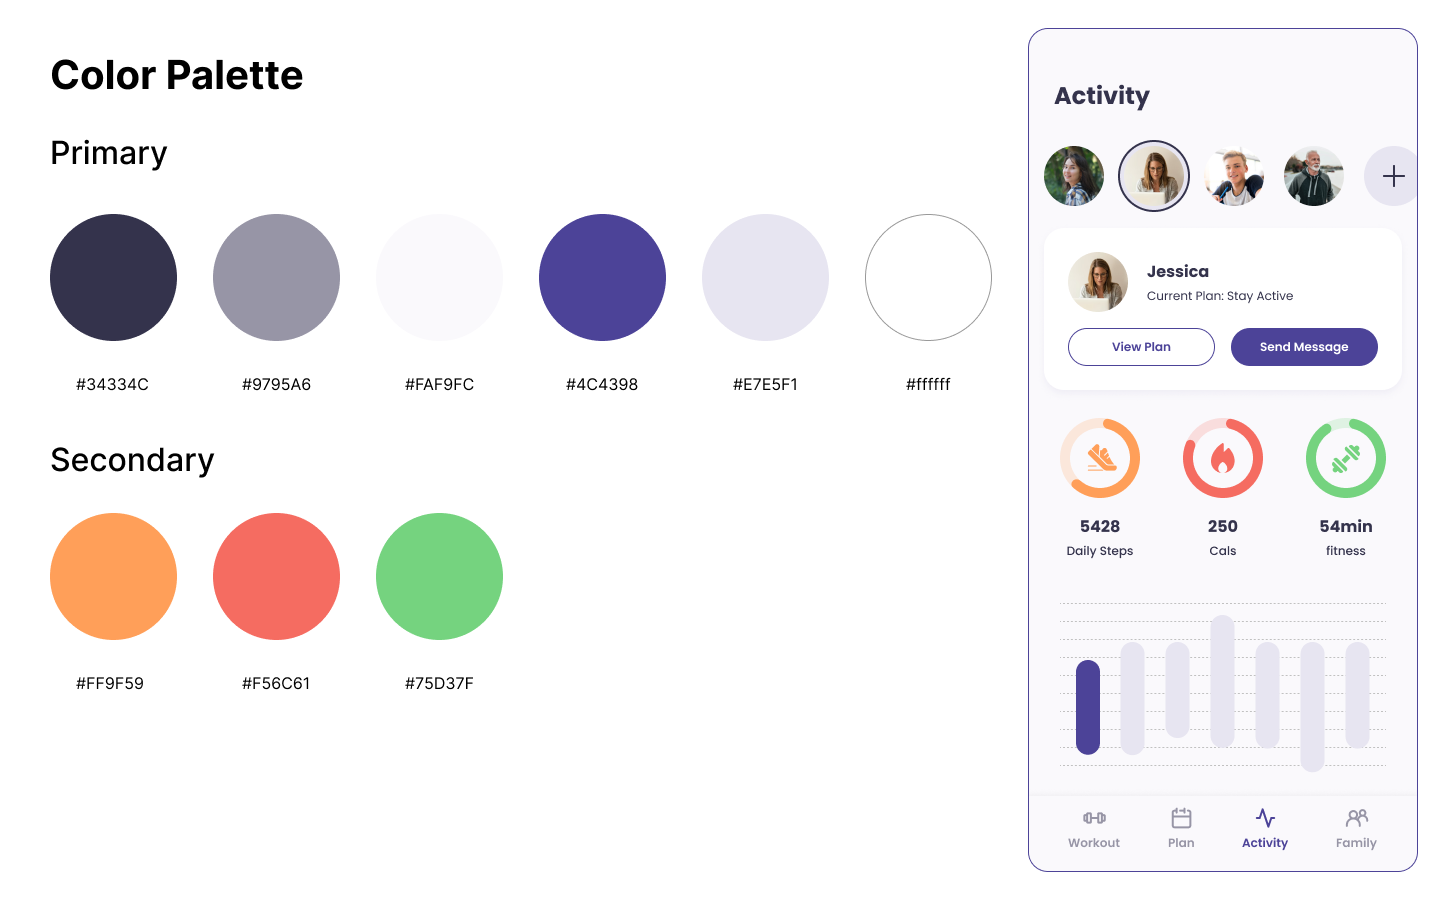 Color Palette
Primary
#34334C
#9795A6
#FAF9FC
#4C4398
#E7E5F1
#ffffff
Secondary
#FF9F59
#F56C61
#75D37F
Activity
Jessica
Current Plan: Stay Active
View Plan
Send Message
5428
Daily Steps
250
Cals
54min
fitness
Workout
Plan
Activity
Family